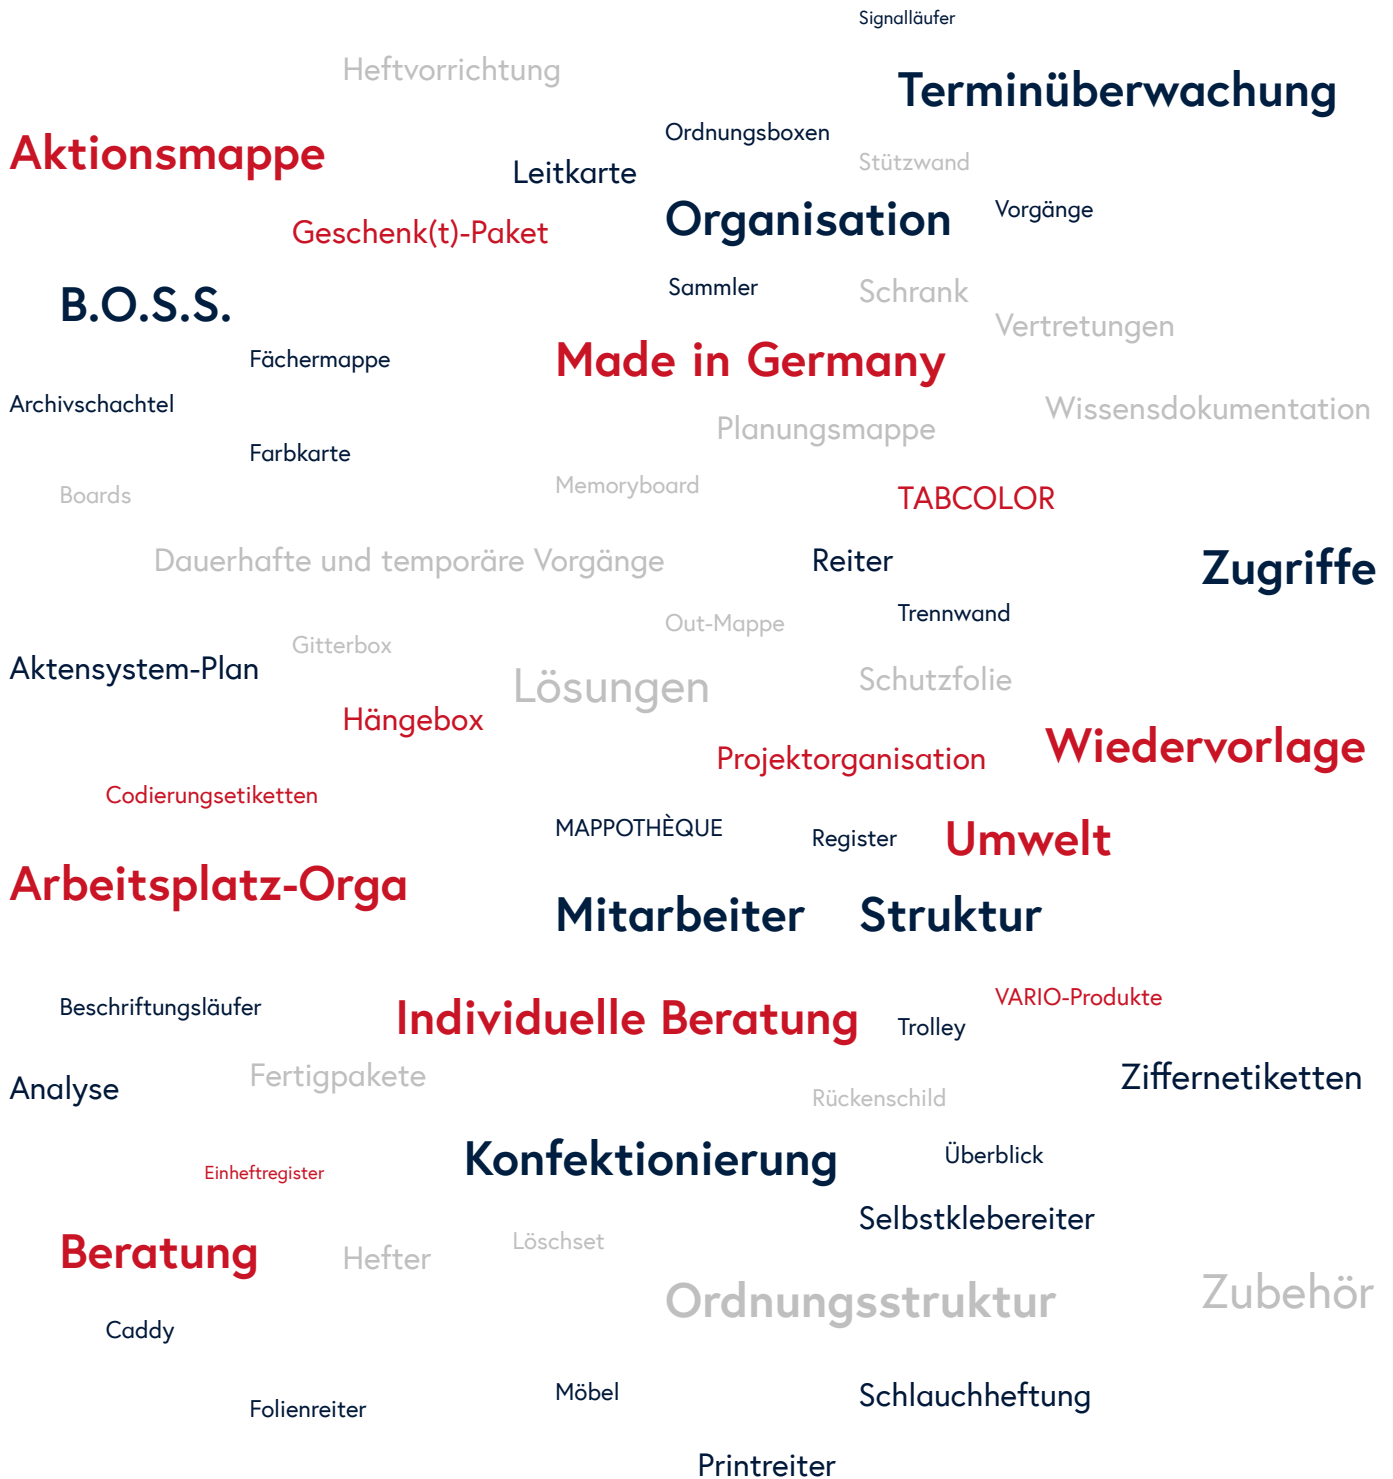 Signalläufer
Heftvorrichtung
Terminüberwachung
Ordnungsboxen
Aktionsmappe
Stützwand
Leitkarte
Vorgänge
Organisation
Geschenk(t)-Paket
Sammler
Schrank
B.O.S.S.
Vertretungen
Fächermappe
Made in Germany
Archivschachtel
Wissensdokumentation
Planungsmappe
Farbkarte
Memoryboard
Boards
TABCOLOR
Dauerhafte und temporäre Vorgänge
Reiter
Zugriffe
Trennwand
Out-Mappe
Gitterbox
Aktensystem-Plan
Schutzfolie
Lösungen
Hängebox
Wiedervorlage
Projektorganisation
Codierungsetiketten
MAPPOTHÈQUE
Register
Umwelt
Arbeitsplatz-Orga
Mitarbeiter
Struktur
VARIO-Produkte
Beschriftungsläufer
Individuelle Beratung
Trolley
Fertigpakete
Ziffernetiketten
Analyse
Rückenschild
Überblick
Konfektionierung
Einheftregister
Selbstklebereiter
Löschset
Beratung
Hefter
Zubehör
Ordnungsstruktur
Caddy
Möbel
Schlauchheftung
Folienreiter
Printreiter